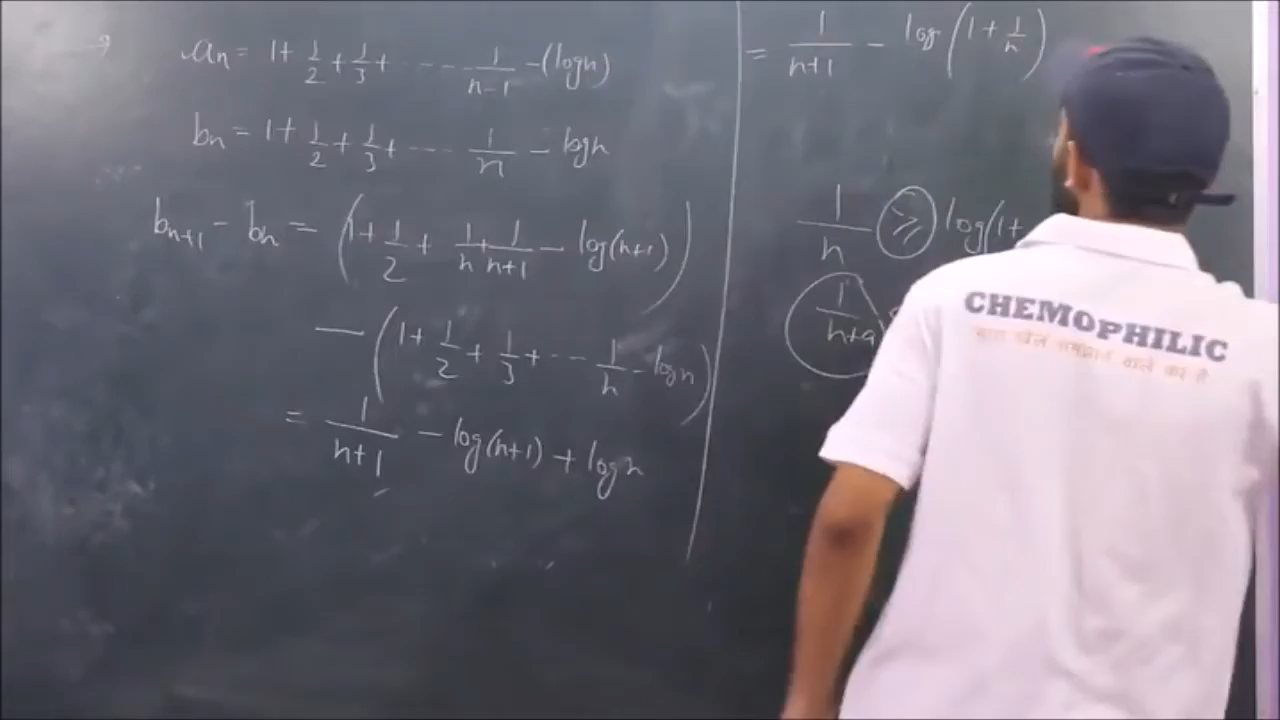 an = 1 + 1/2 + 1/3 + ---- 1/(n-1) - (log n)
bn = 1 + 1/2 + 1/3 + ---- 1/n - log n
bn+1 - bn = (1 + 1/2 + 1/n + 1/(n+1) - log(n+1))
- (1 + 1/2 + 1/3 + --- 1/n - log n)
= 1/(n+1) - log(n+1) + log n
= 1/(n+1) - log(1 + 1/n)
1/n ≥ log(1+
CHEMOPHILIC